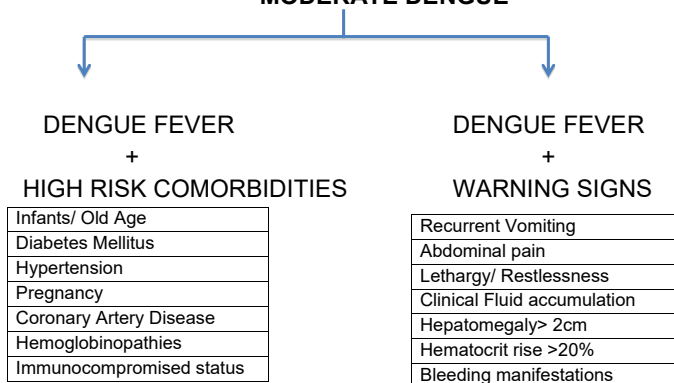 MODERATE DENGUE
DENGUE FEVER
+
HIGH RISK COMORBIDITIES
Infants/ Old Age
Diabetes Mellitus
Hypertension
Pregnancy
Coronary Artery Disease
Hemoglobinopathies
Immunocompromised status
DENGUE FEVER
+
WARNING SIGNS
Recurrent Vomiting
Abdominal pain
Lethargy/ Restlessness
Clinical Fluid accumulation
Hepatomegaly> 2cm
Hematocrit rise >20%
Bleeding manifestations